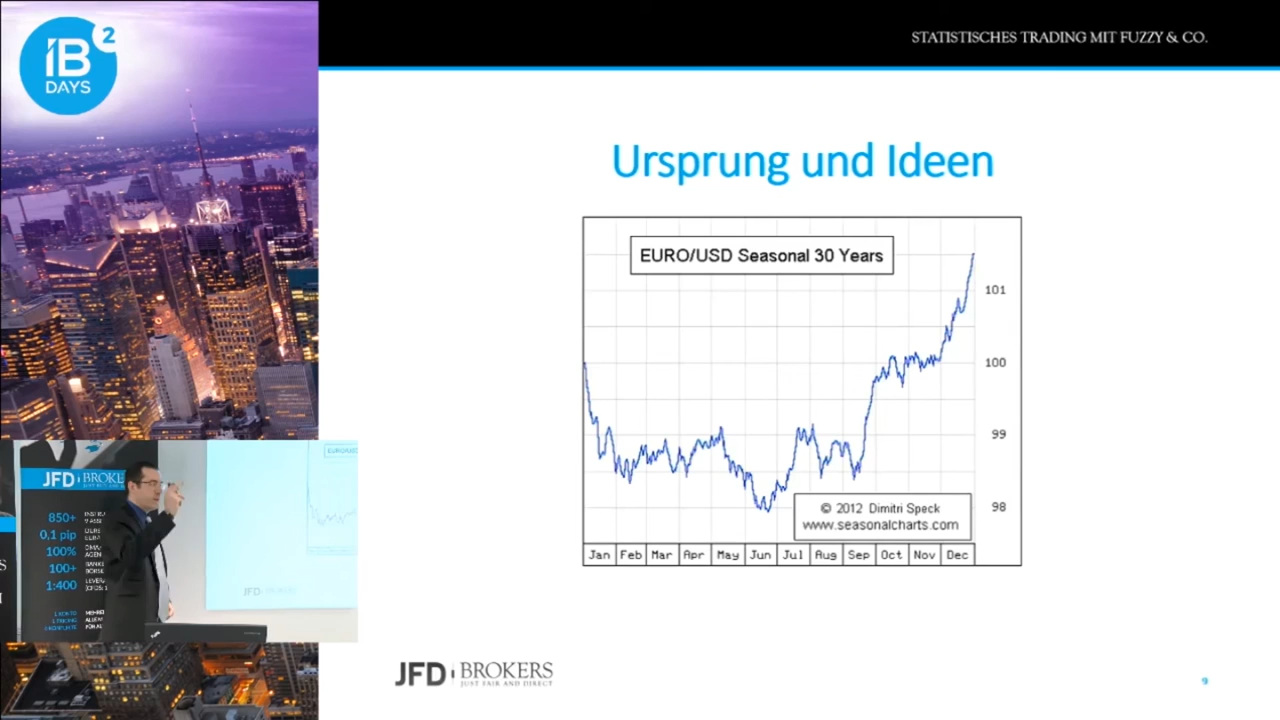 IB 2
DAYS
STATISTISCHES TRADING MIT FUZZY & CO.
Ursprung und Ideen
EURO/USD Seasonal 30 Years
101
100
99
98
© 2012 Dimitri Speck
www.seasonalcharts.com
Jan Feb Mar Apr May Jun Jul Aug Sep Oct Nov Dec
JFD BROKE
850+
0,1 pip
100%
100+
1:400
JFD BROKERS
JUST FAIR AND DIRECT
9